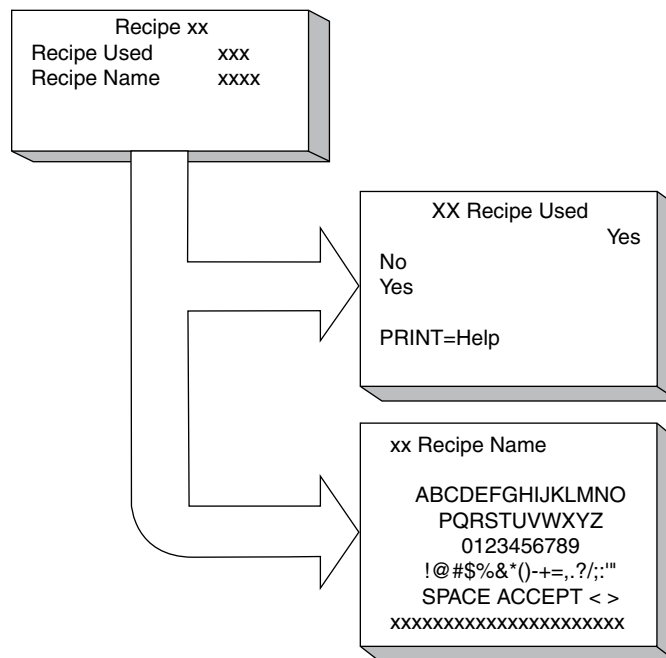 Recipe xx
Recipe Used xxx
Recipe Name xxxx
XX Recipe Used
Yes
No
Yes
PRINT=Help
xx Recipe Name
ABCDEFGHIJKLMNO
PQRSTUVWXYZ
0123456789
!@#$%&*()-+=,.?/;:'"
SPACE ACCEPT < >
xxxxxxxxxxxxxxxxxxxxxx